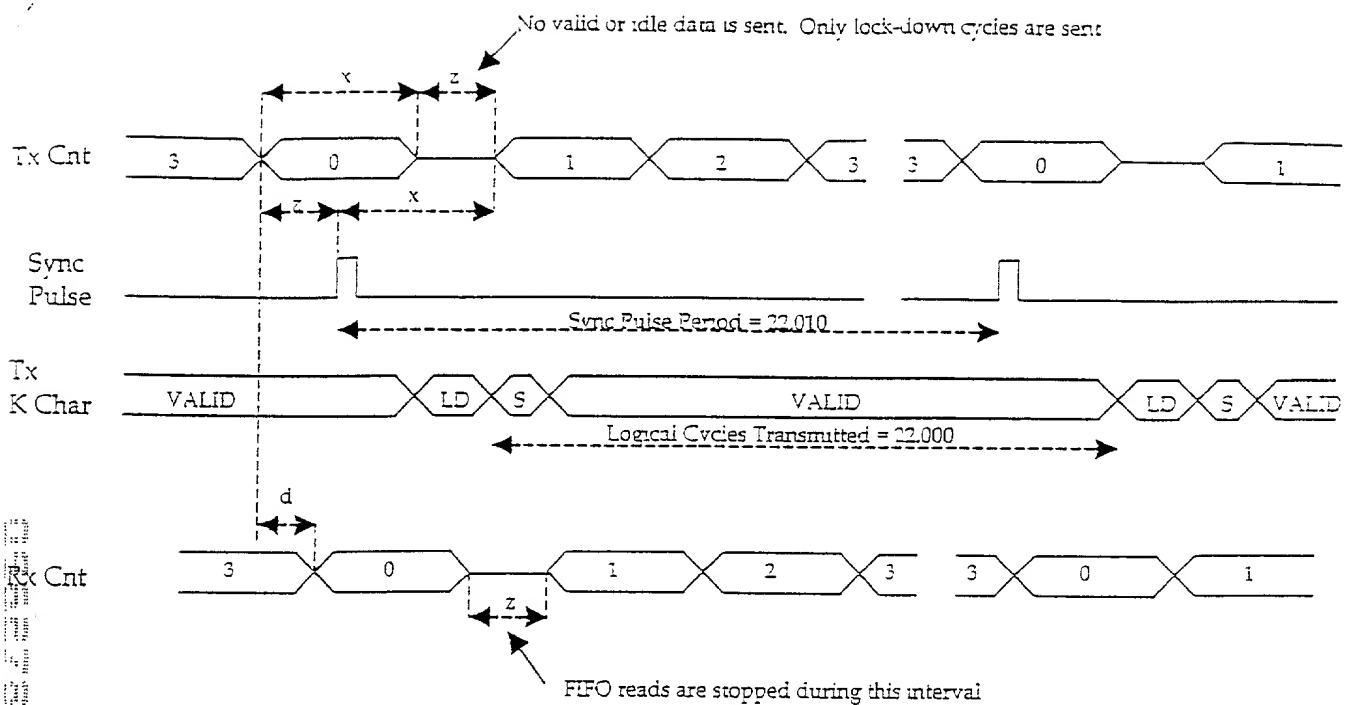 No valid or idle data is sent. Only lock-down cycles are sent
x z
Tx Cnt 3 0 1 2 3 3 0 1
z x
Sync
Pulse
Sync Pulse Period = 22.010
Tx
K Char VALID LD S VALID LD S VALID
Logical Cycles Transmitted = 22.000
d
Rx Cnt 3 0 1 2 3 3 0 1
z
FIFO reads are stopped during this interval